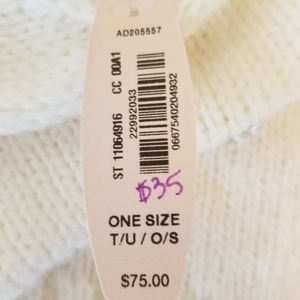 AD205557
ST 11064916 CC 00A1
22992033
0667540204932
$35
ONE SIZE
T/U / O/S
$75.00